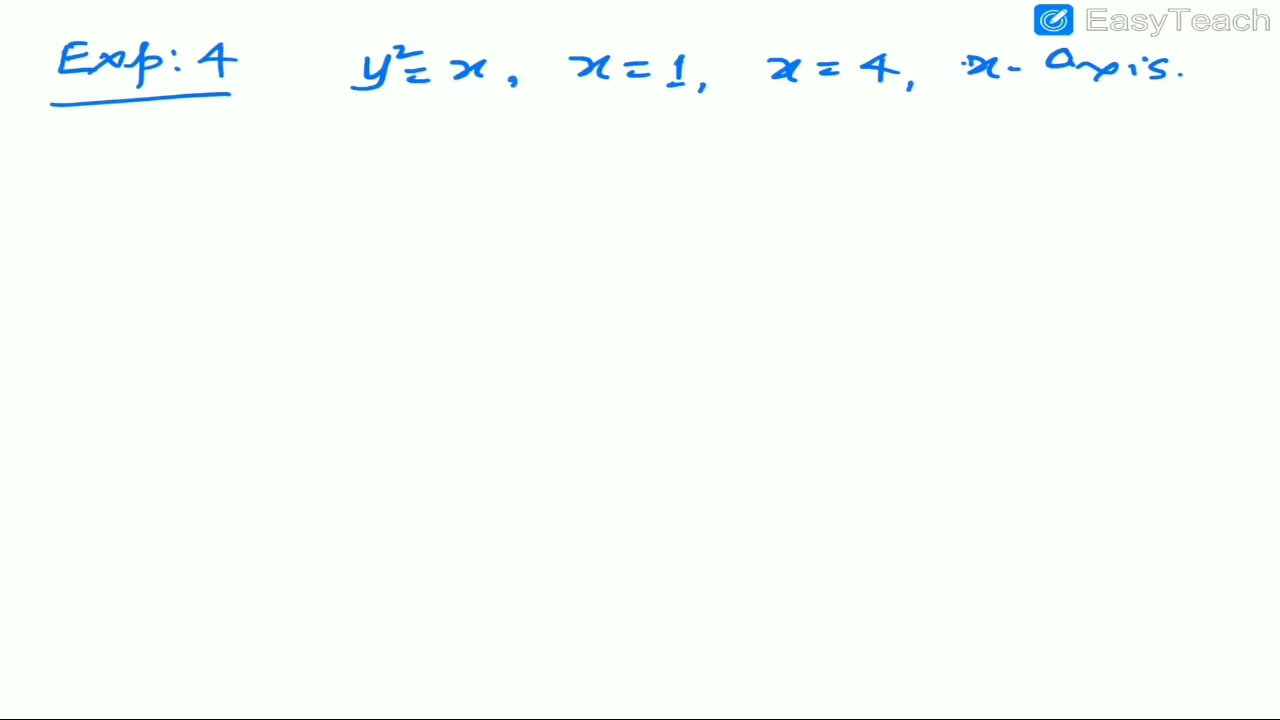 EasyTeach
Exp: 4 y² = x, x = 1, x = 4, x - axis.